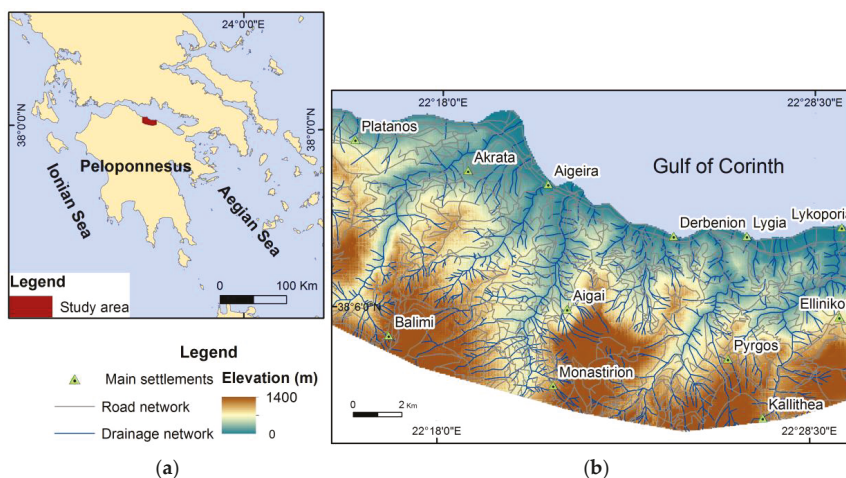 24°0'0"E
38°0'0"N
38°0'0"N
Peloponnesus
Ionian Sea
Aegian Sea
Legend
Study area
0 100 Km
22°18'0"E
22°28'30"E
Platanos
Akrata
Aigeira
Gulf of Corinth
Derbenion
Lygia
Lykoporia
38°6'0"N
Aigai
Elliniko
Balimi
Pyrgos
Monastirion
Kallithea
0 2 Km
22°18'0"E
22°28'30"E
Legend
Main settlements
Road network
Drainage network
Elevation (m)
1400
0
(a)
(b)